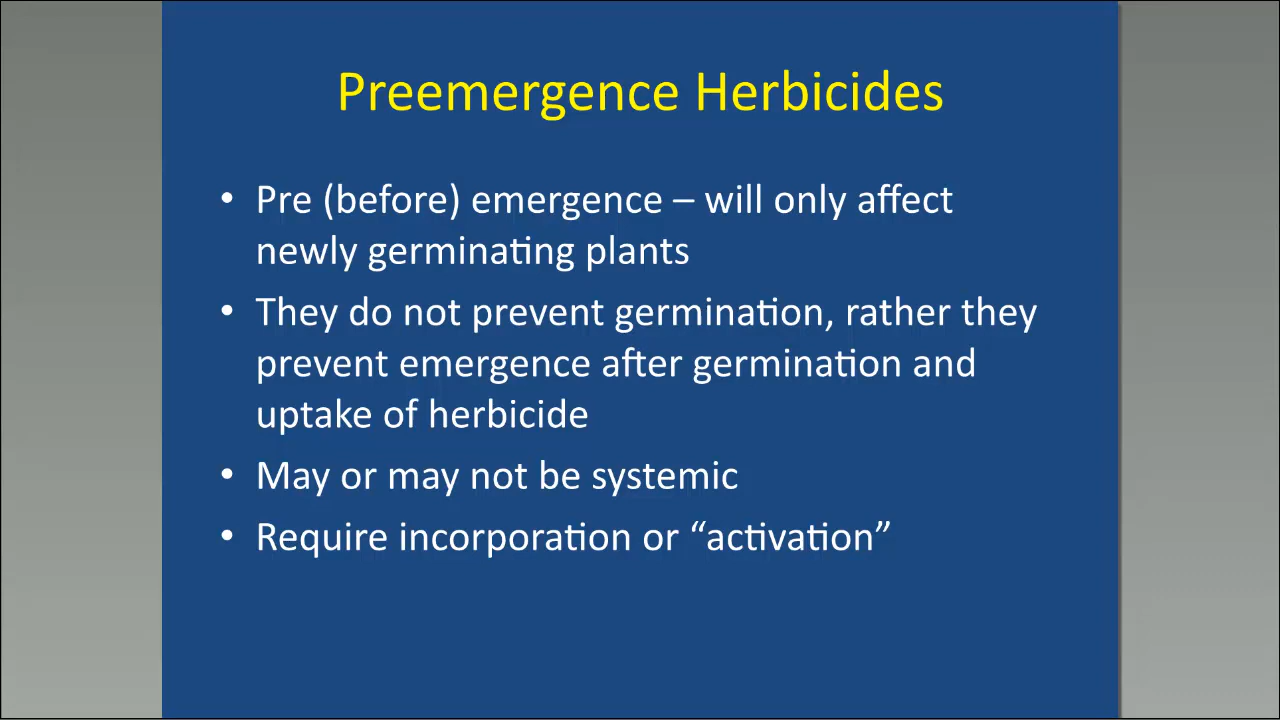 Preemergence Herbicides
• Pre (before) emergence – will only affect
newly germinating plants
• They do not prevent germination, rather they
prevent emergence after germination and
uptake of herbicide
• May or may not be systemic
• Require incorporation or “activation”